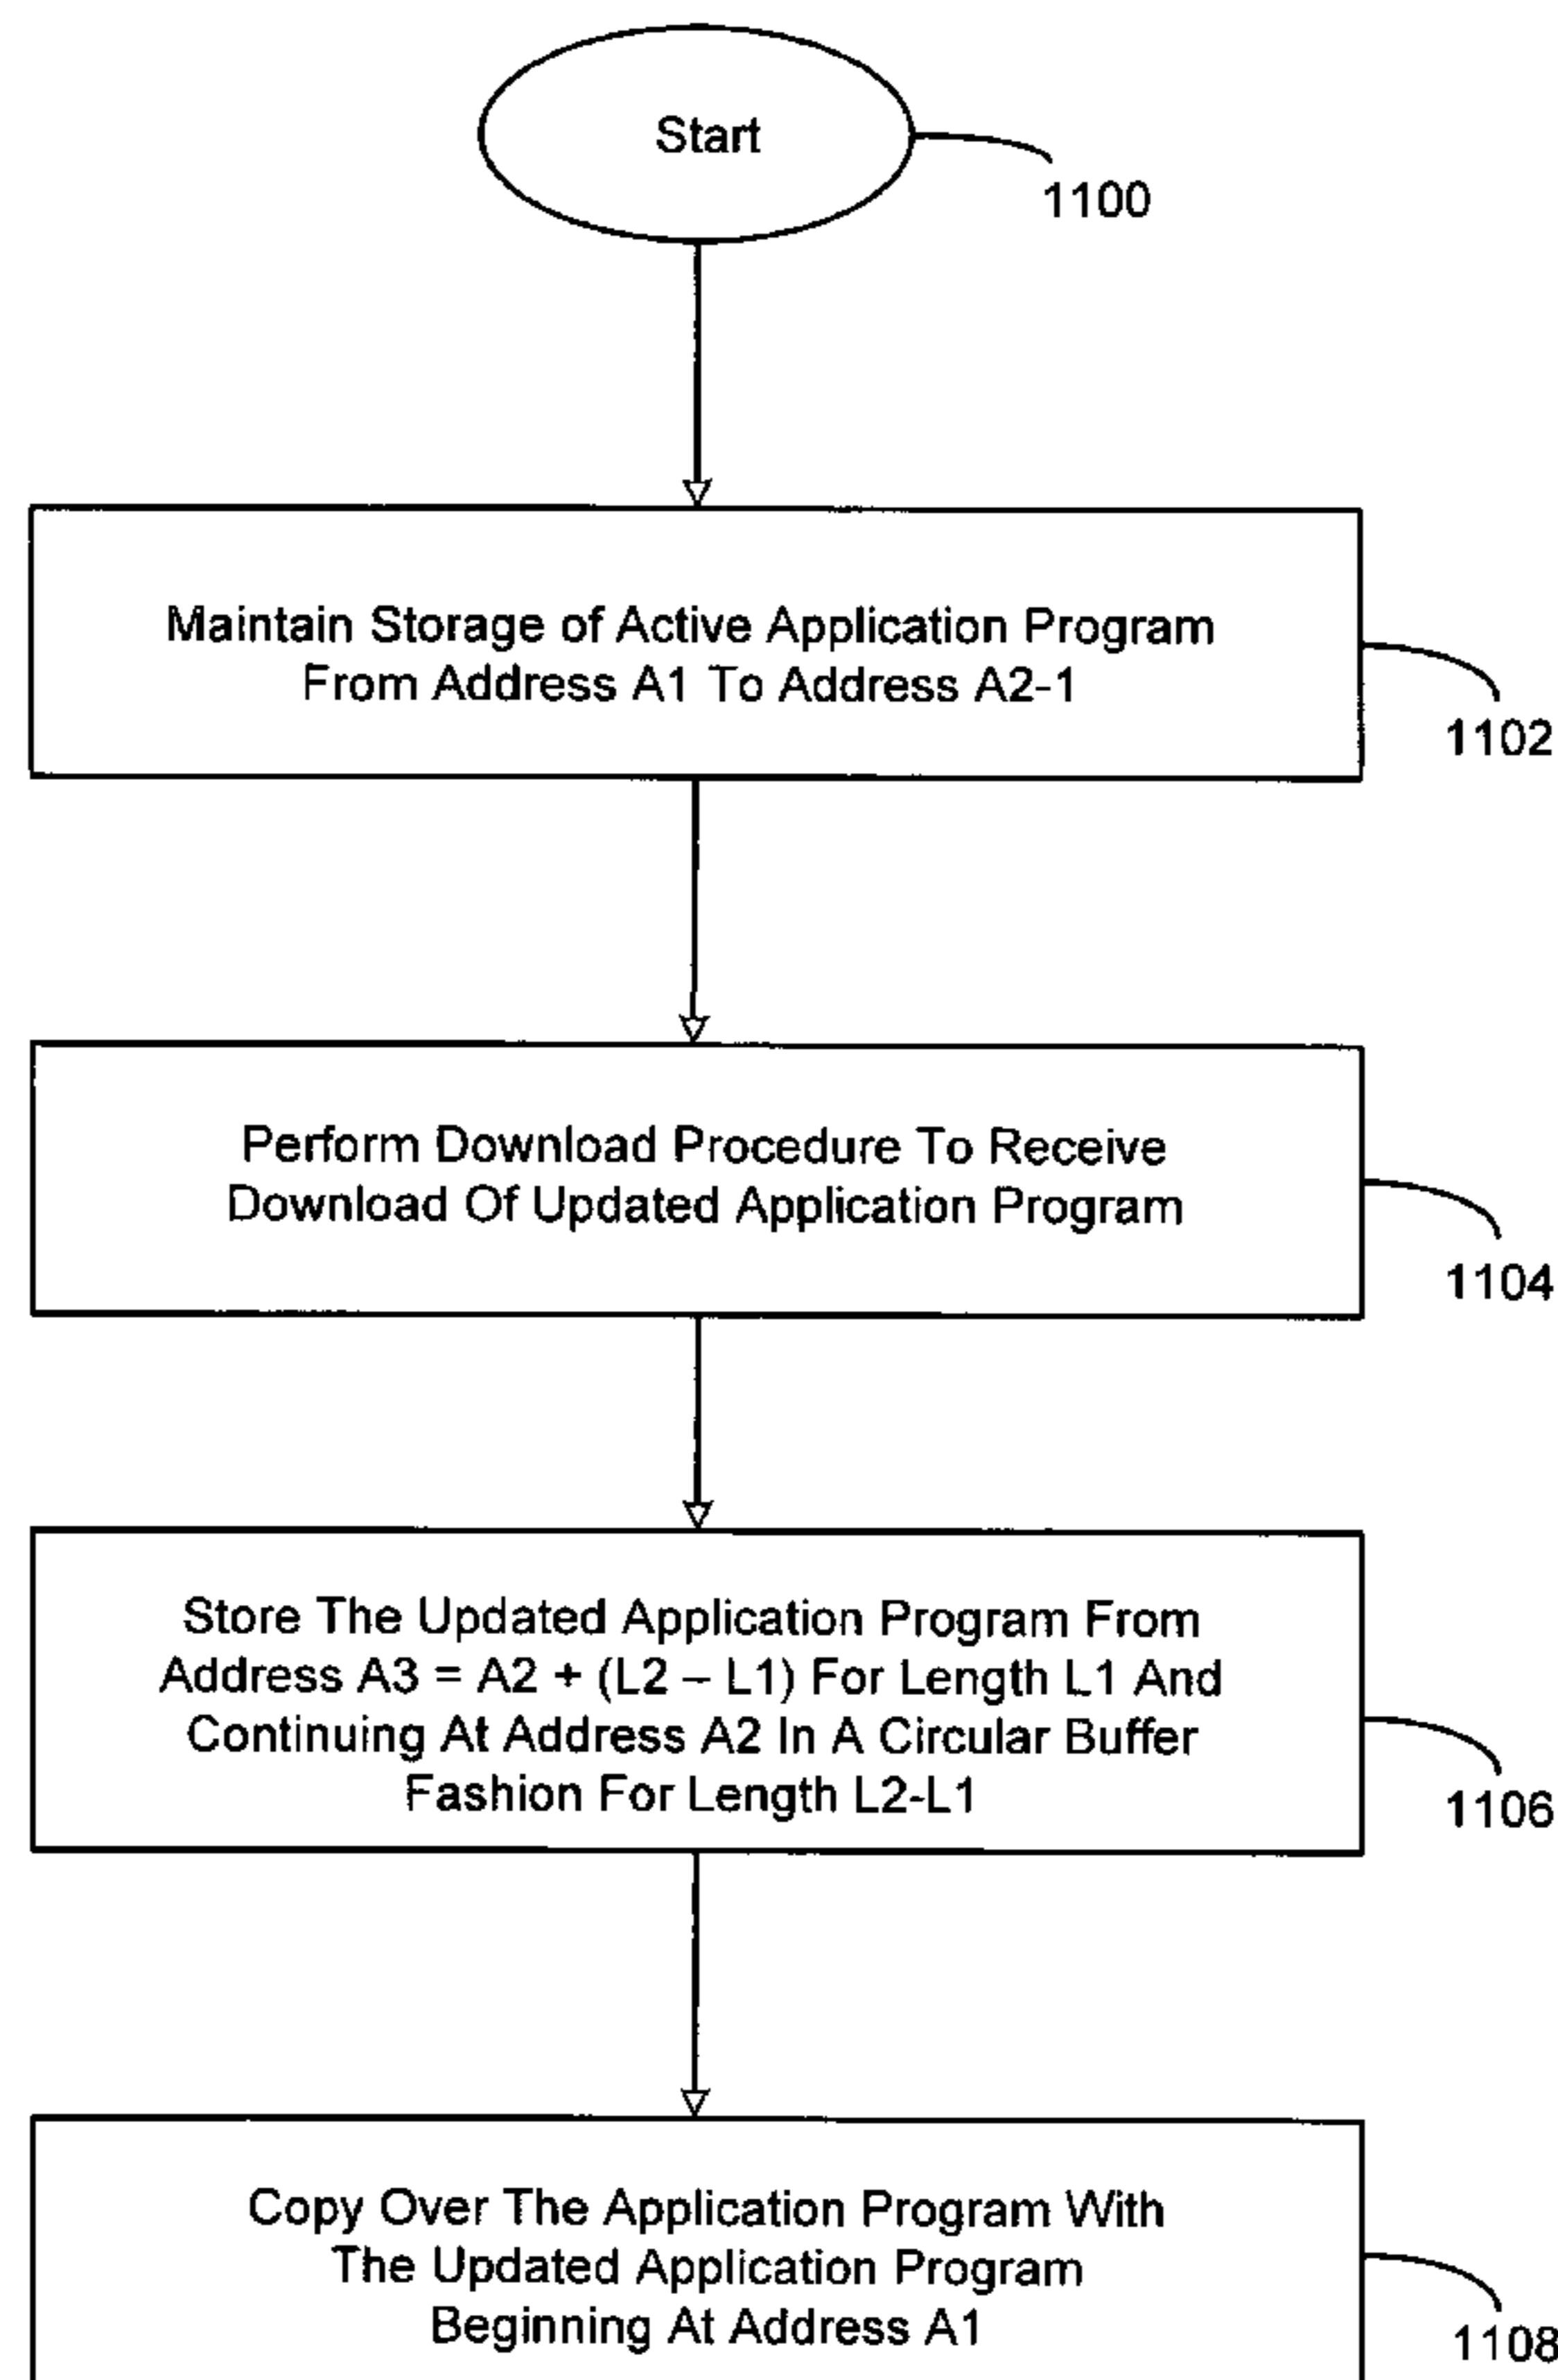 Start
1100
Maintain Storage of Active Application Program
From Address A1 To Address A2-1
1102
Perform Download Procedure To Receive
Download Of Updated Application Program
1104
Store The Updated Application Program From
Address A3 = A2 + (L2 – L1) For Length L1 And
Continuing At Address A2 In A Circular Buffer
Fashion For Length L2-L1
1106
Copy Over The Application Program With
The Updated Application Program
Beginning At Address A1
1108